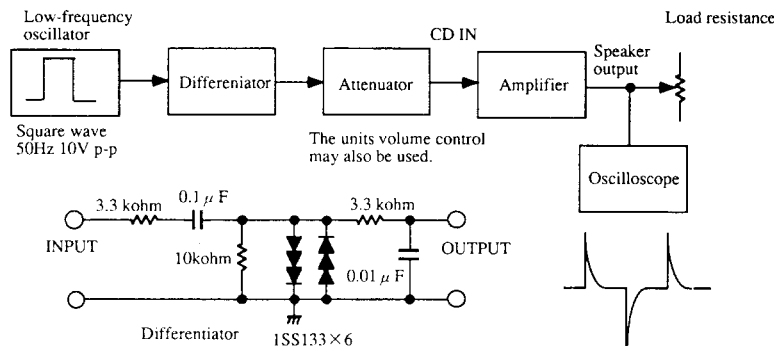 Low-frequency
oscillator
Square wave
50Hz 10V p-p
Differeniator
Attenuator
The units volume control
may also be used.
CD IN
Amplifier
Speaker
output
Load resistance
Oscilloscope
INPUT
3.3 kohm
0.1 μ F
10kohm
3.3 kohm
0.01 μ F
OUTPUT
Differentiator
1SS133×6